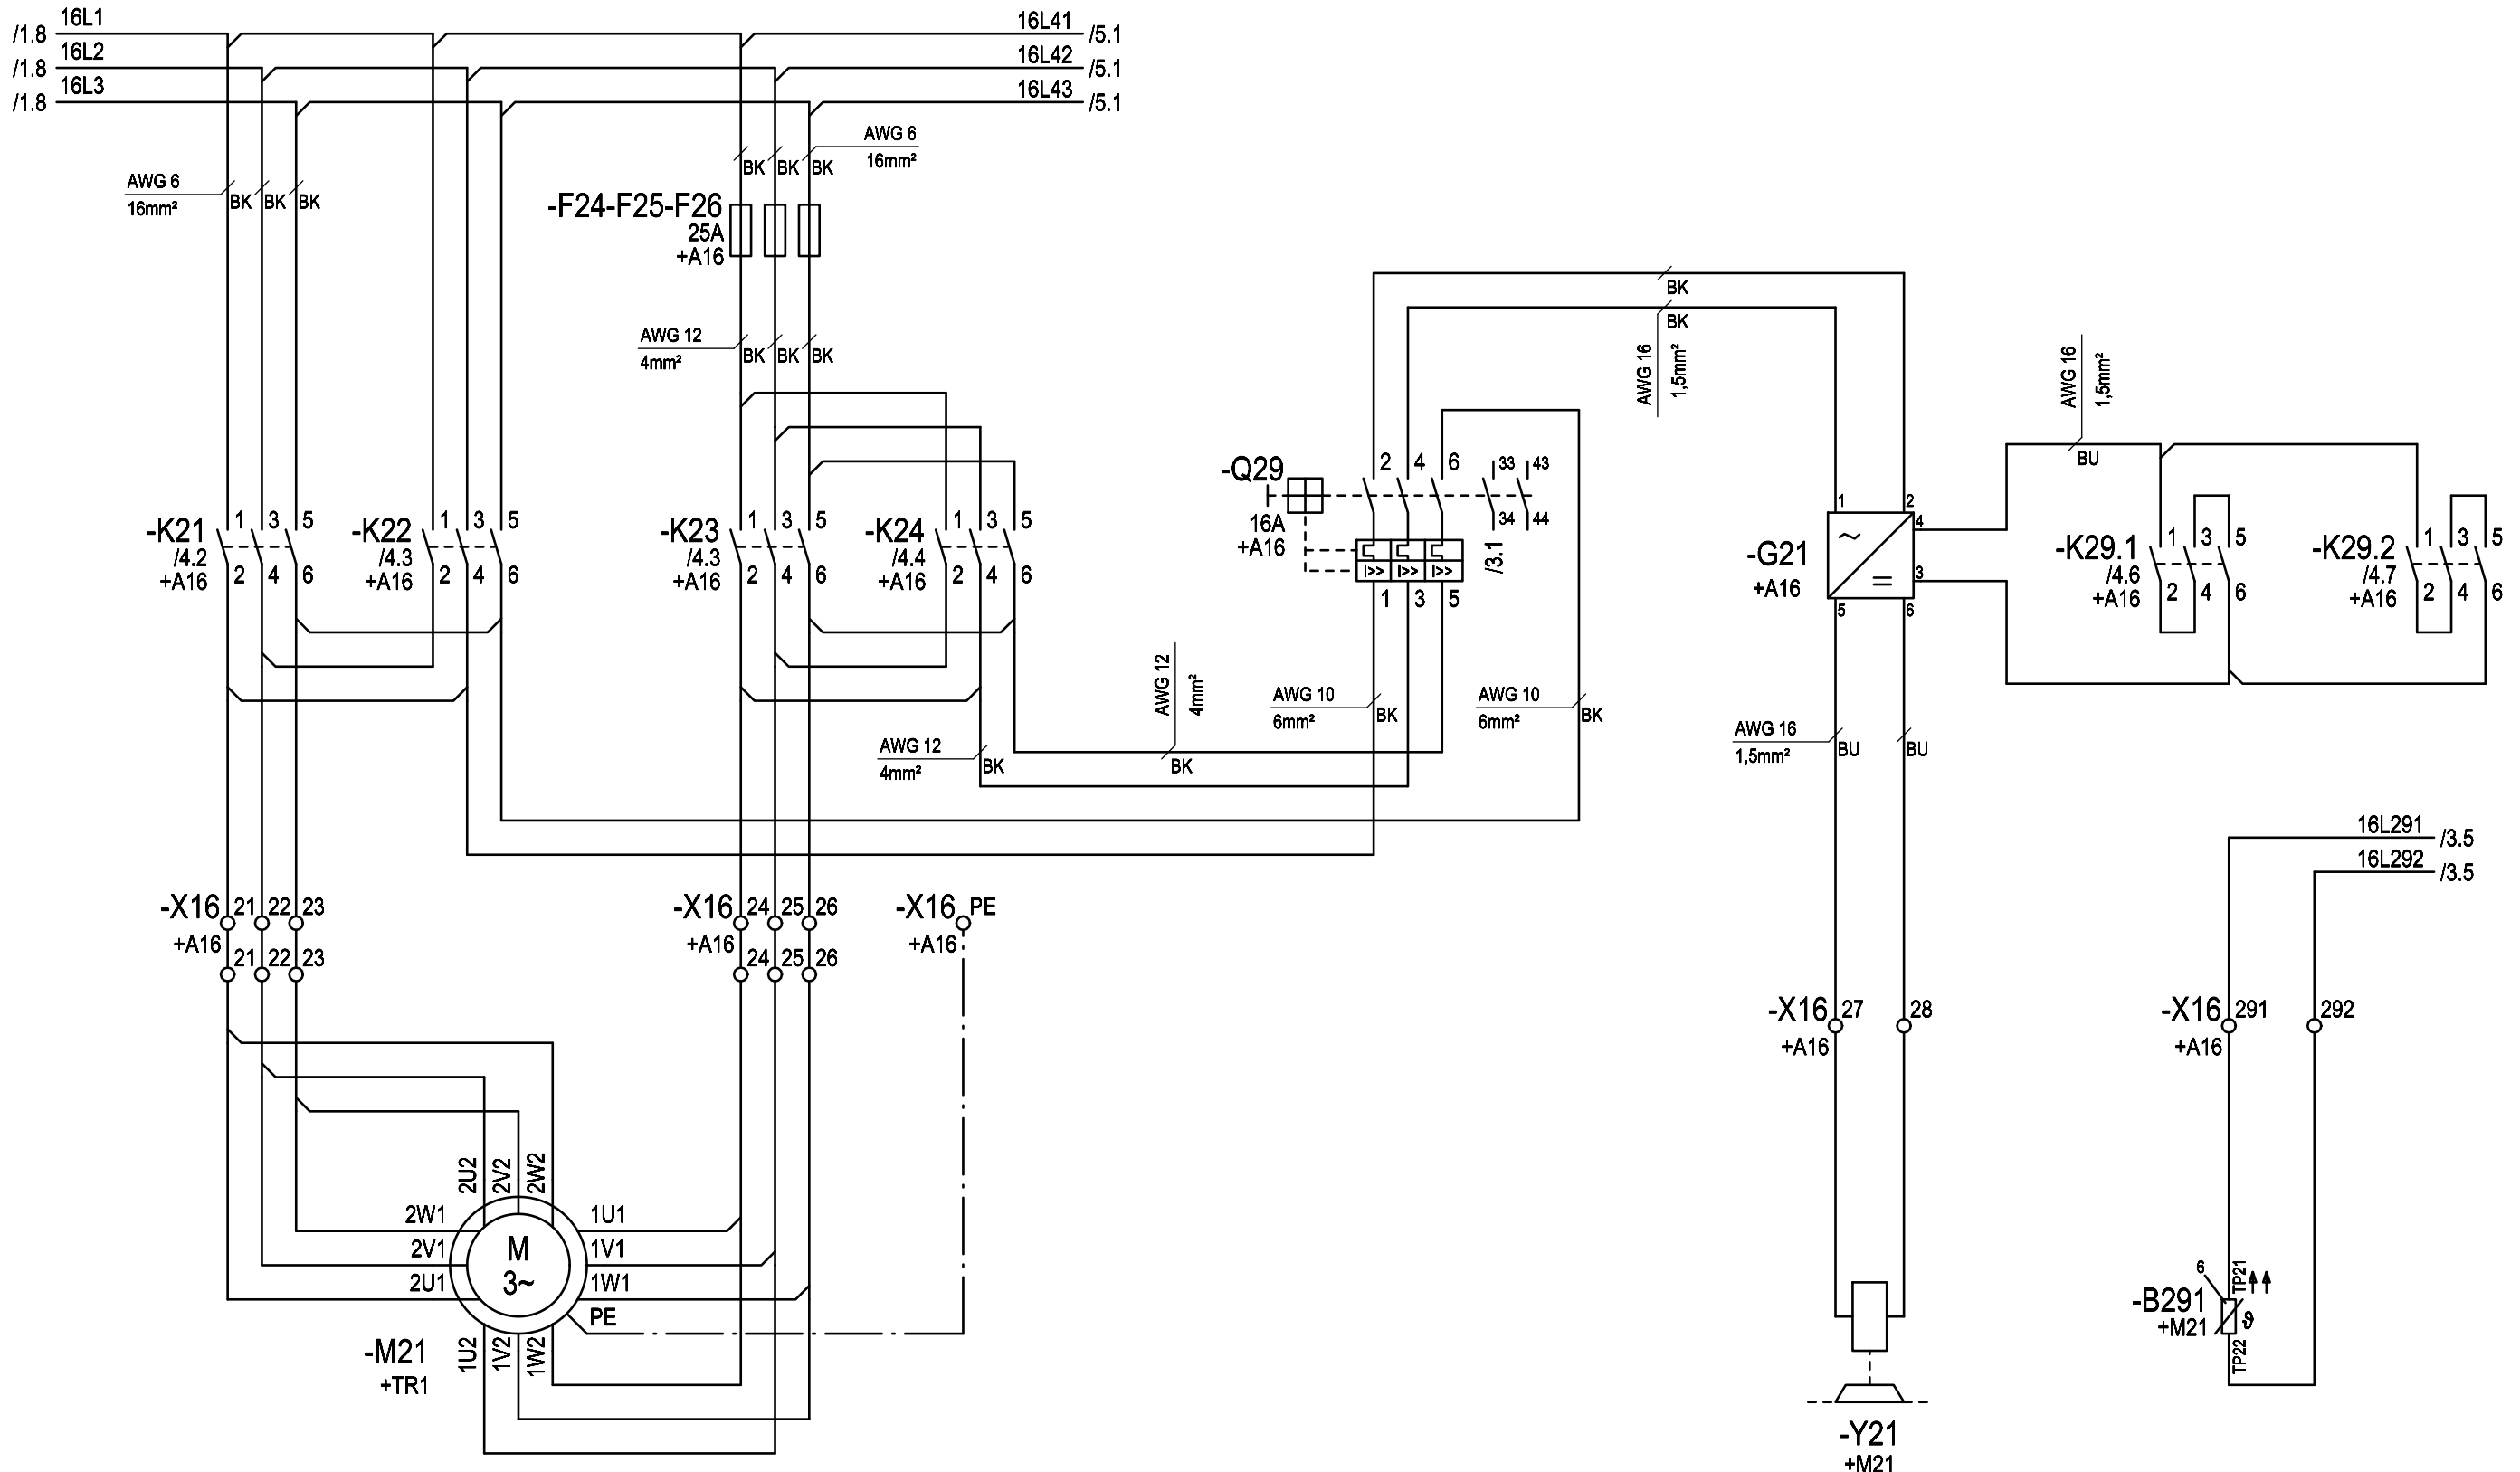 /1.8 16L1 16L41 /5.1
/1.8 16L2 16L42 /5.1
/1.8 16L3 16L43 /5.1
AWG 6
16mm²
BK BK BK
AWG 6
16mm²
BK BK BK
-F24-F25-F26
25A
+A16
AWG 12
4mm²
BK BK BK
BK
BK
AWG 16
1,5mm²
AWG 16
1,5mm²
BU
-K21
/4.2
+A16
1 3 5
2 4 6
-K22
/4.3
+A16
1 3 5
2 4 6
-K23
/4.3
+A16
1 3 5
2 4 6
-K24
/4.4
+A16
1 3 5
2 4 6
-Q29
16A
+A16
2 4 6
33 43
34 44
I>> I>> I>>
1 3 5
/3.1
-G21
+A16
1 2
4
3
5 6
~
=
-K29.1
/4.6
+A16
1 3 5
2 4 6
-K29.2
/4.7
+A16
1 3 5
2 4 6
AWG 12
4mm²
BK
AWG 12
4mm²
BK
AWG 10
6mm²
BK
AWG 10
6mm²
BK
AWG 16
1,5mm²
BU BU
16L291 /3.5
16L292 /3.5
-X16 21 22 23
+A16
21 22 23
-X16 24 25 26
+A16
24 25 26
-X16 PE
+A16
-X16 27 28
+A16
-X16 291 292
+A16
2U2 2V2 2W2
2W1
2V1
2U1
M
3~
1U1
1V1
1W1
PE
1U2 1V2 1W2
-M21
+TR1
6
TP21
-B291
+M21
ϑ
TP22
-Y21
+M21